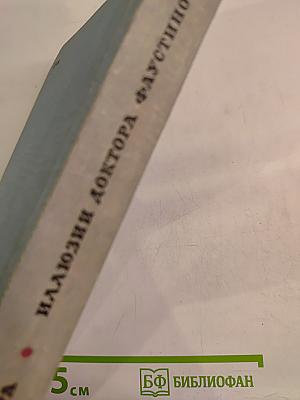 А • ИЛЛЮЗИИ ДОКТОРА ФАУСТИНО
5 см
БФ БИБЛИОФАН